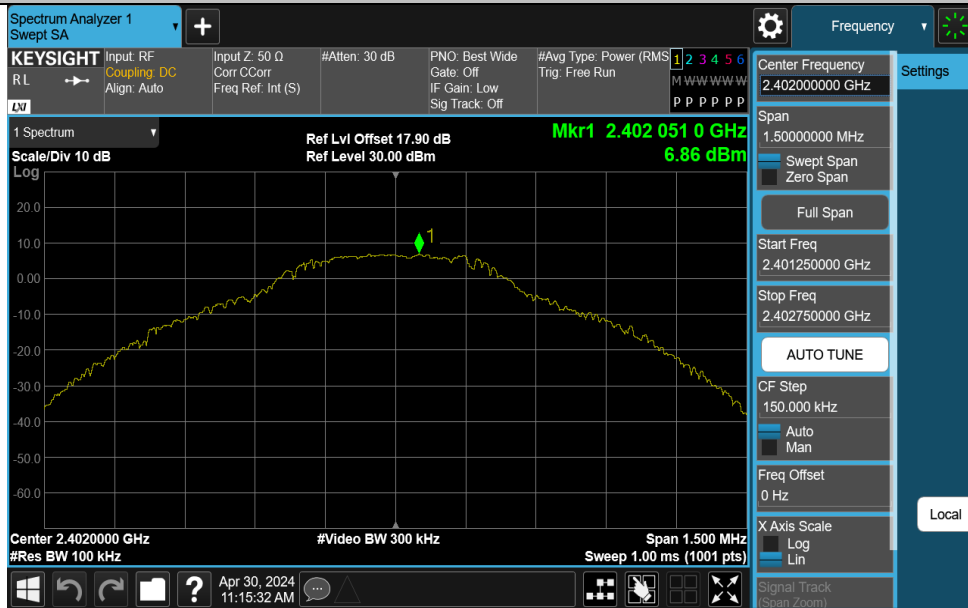 Spectrum Analyzer 1
Swept SA
+
Frequency
KEYSIGHT
RL
LXI
Input: RF
Coupling: DC
Align: Auto
Input Z: 50 Ω
Corr CCorr
Freq Ref: Int (S)
#Atten: 30 dB
PNO: Best Wide
Gate: Off
IF Gain: Low
Sig Track: Off
#Avg Type: Power (RMS
Trig: Free Run
1 2 3 4 5 6
M W W W W W
P P P P P P
1 Spectrum
Scale/Div 10 dB
Log
Ref Lvl Offset 17.90 dB
Ref Level 30.00 dBm
Mkr1 2.402 051 0 GHz
6.86 dBm
1
20.0
10.0
0.00
-10.0
-20.0
-30.0
-40.0
-50.0
-60.0
Center 2.4020000 GHz
#Res BW 100 kHz
#Video BW 300 kHz
Span 1.500 MHz
Sweep 1.00 ms (1001 pts)
Center Frequency
2.402000000 GHz
Settings
Span
1.50000000 MHz
Swept Span
Zero Span
Full Span
Start Freq
2.401250000 GHz
Stop Freq
2.402750000 GHz
AUTO TUNE
CF Step
150.000 kHz
Auto
Man
Freq Offset
0 Hz
Local
X Axis Scale
Log
Lin
Signal Track
(Span Zoom)
?
Apr 30, 2024
11:15:32 AM